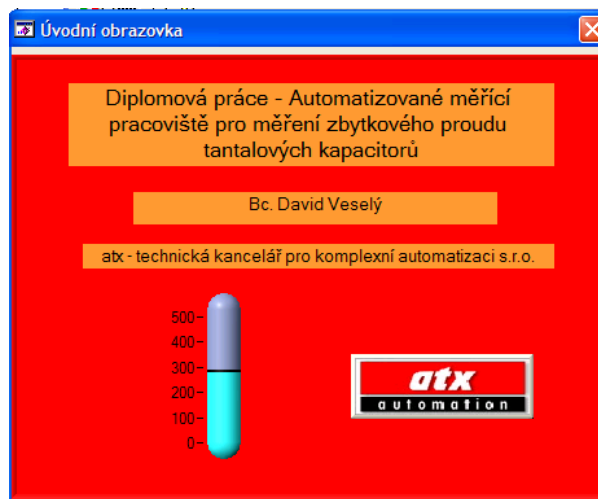 Úvodní obrazovka
Diplomová práce - Automatizované měřící
pracoviště pro měření zbytkového proudu
tantalových kapacitorů
Bc. David Veselý
atx - technická kancelář pro komplexní automatizaci s.r.o.
500
400
300
200
100
0
atx
automation